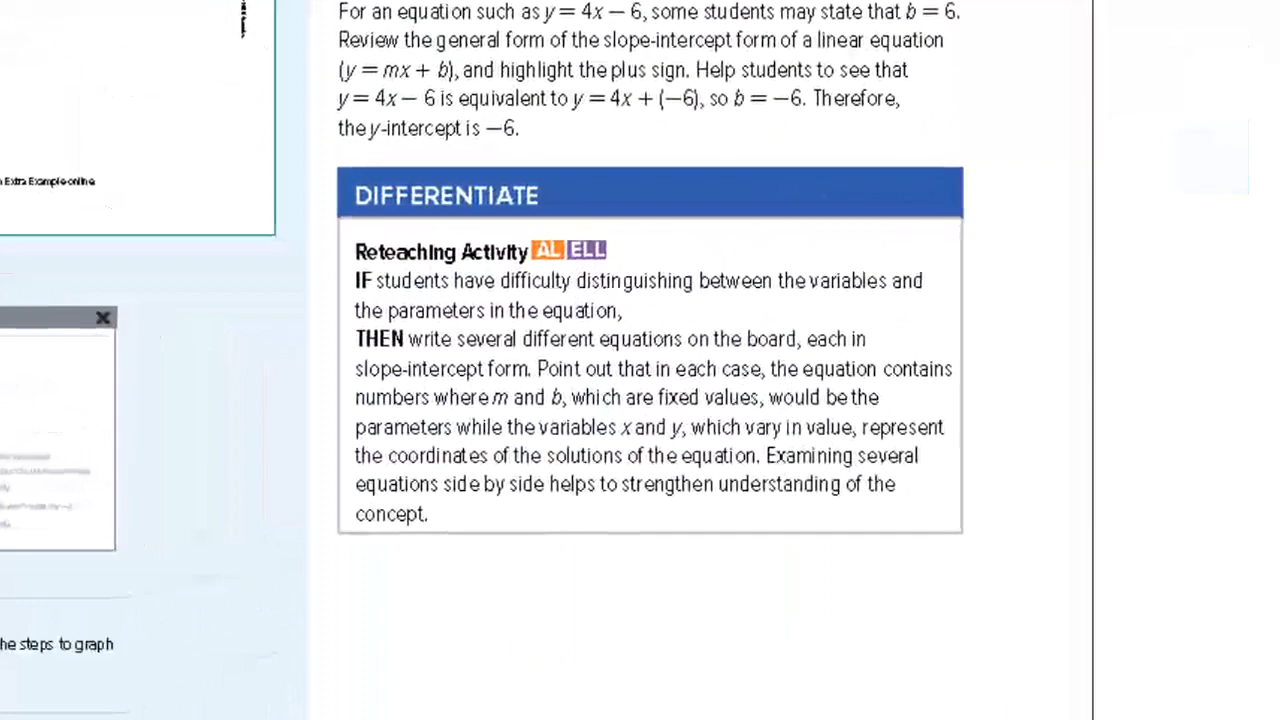 For an equation such as y = 4x − 6, some students may state that b = 6.
Review the general form of the slope-intercept form of a linear equation
(y = mx + b), and highlight the plus sign. Help students to see that
y = 4x − 6 is equivalent to y = 4x + (−6), so b = −6. Therefore,
the y-intercept is −6.
Extra Example online
DIFFERENTIATE
Reteaching Activity AL ELL
IF students have difficulty distinguishing between the variables and
the parameters in the equation,
THEN write several different equations on the board, each in
slope-intercept form. Point out that in each case, the equation contains
numbers where m and b, which are fixed values, would be the
parameters while the variables x and y, which vary in value, represent
the coordinates of the solutions of the equation. Examining several
equations side by side helps to strengthen understanding of the
concept.
he steps to graph